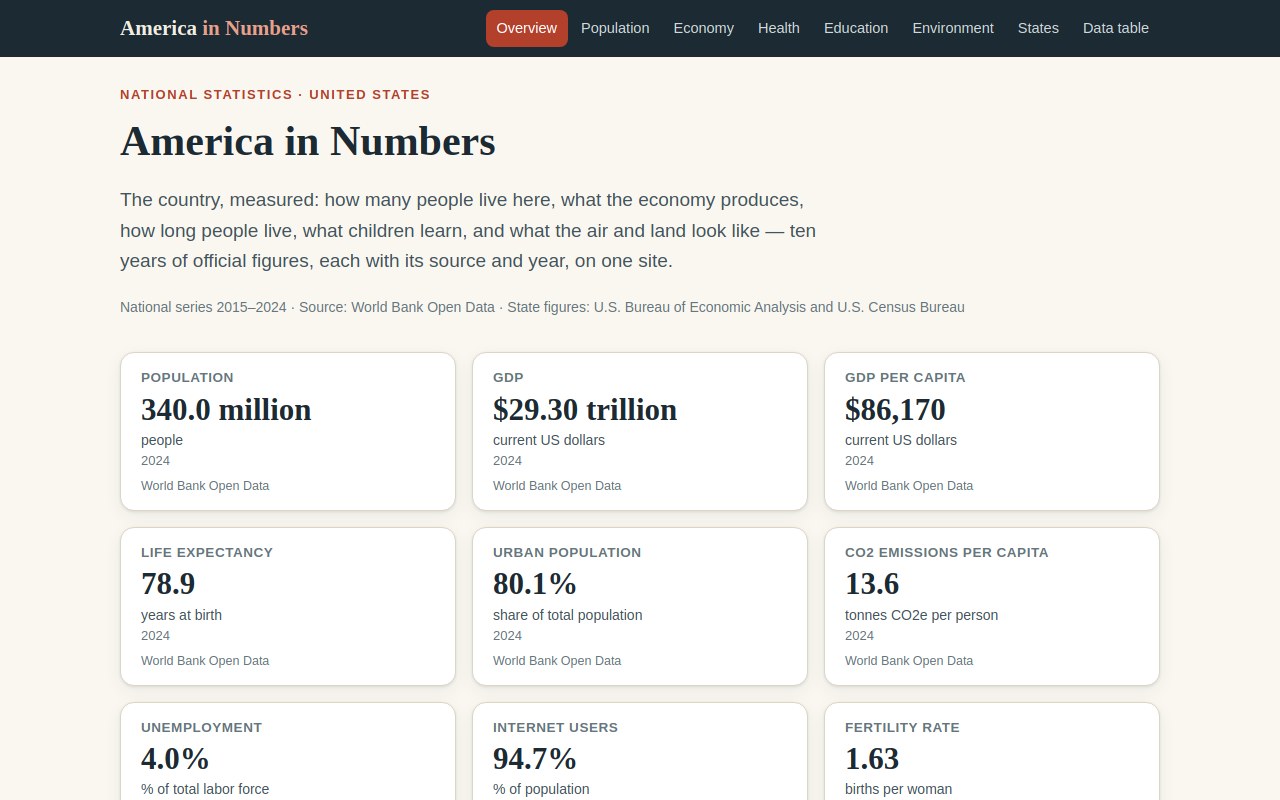 America in Numbers
Overview
Population
Economy
Health
Education
Environment
States
Data table
NATIONAL STATISTICS · UNITED STATES
America in Numbers
The country, measured: how many people live here, what the economy produces,
how long people live, what children learn, and what the air and land look like — ten
years of official figures, each with its source and year, on one site.
National series 2015–2024 · Source: World Bank Open Data · State figures: U.S. Bureau of Economic Analysis and U.S. Census Bureau
POPULATION
340.0 million
people
2024
World Bank Open Data
GDP
$29.30 trillion
current US dollars
2024
World Bank Open Data
GDP PER CAPITA
$86,170
current US dollars
2024
World Bank Open Data
LIFE EXPECTANCY
78.9
years at birth
2024
World Bank Open Data
URBAN POPULATION
80.1%
share of total population
2024
World Bank Open Data
CO2 EMISSIONS PER CAPITA
13.6
tonnes CO2e per person
2024
World Bank Open Data
UNEMPLOYMENT
4.0%
% of total labor force
INTERNET USERS
94.7%
% of population
FERTILITY RATE
1.63
births per woman